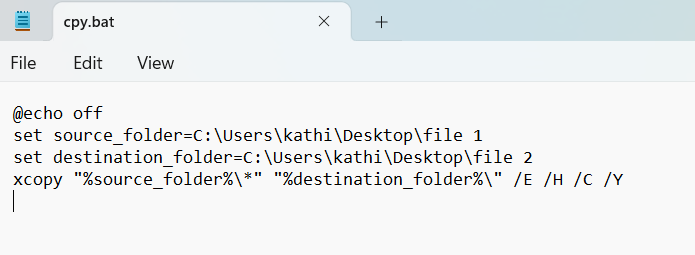 cpy.bat
File Edit View
@echo off
set source_folder=C:\Users\kathi\Desktop\file 1
set destination_folder=C:\Users\kathi\Desktop\file 2
xcopy "%source_folder%\*" "%destination_folder%\" /E /H /C /Y